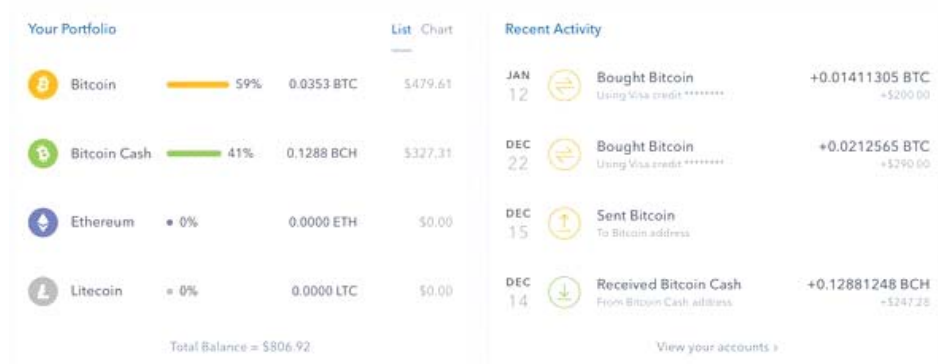 Your Portfolio
List Chart
Bitcoin 59% 0.0353 BTC $479.61
Bitcoin Cash 41% 0.1288 BCH $327.31
Ethereum 0% 0.0000 ETH $0.00
Litecoin 0% 0.0000 LTC $0.00
Total Balance = $806.92
Recent Activity
JAN 12
Bought Bitcoin +0.01411305 BTC
Using Visa credit ******** +$200.00
DEC 22
Bought Bitcoin +0.0212565 BTC
Using Visa credit ******** +$290.00
DEC 15
Sent Bitcoin
To Bitcoin address
DEC 14
Received Bitcoin Cash +0.12881248 BCH
From Bitcoin Cash address +$247.28
View your accounts ›